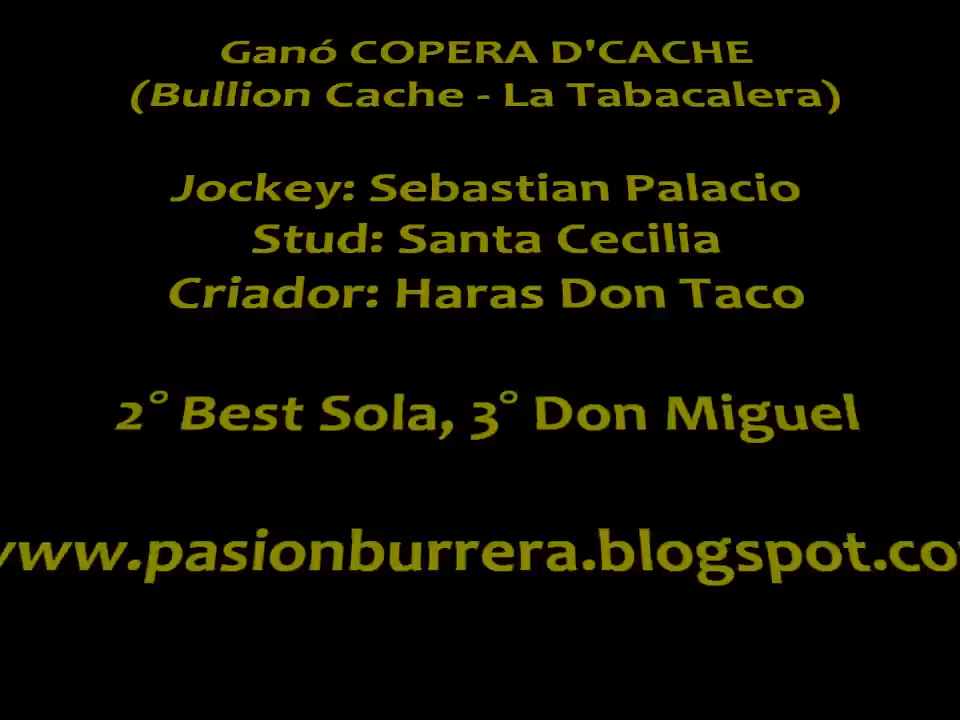 Ganó COPERA D'CACHE
(Bullion Cache - La Tabacalera)
Jockey: Sebastian Palacio
Stud: Santa Cecilia
Criador: Haras Don Taco
2° Best Sola, 3° Don Miguel
www.pasionburrera.blogspot.co